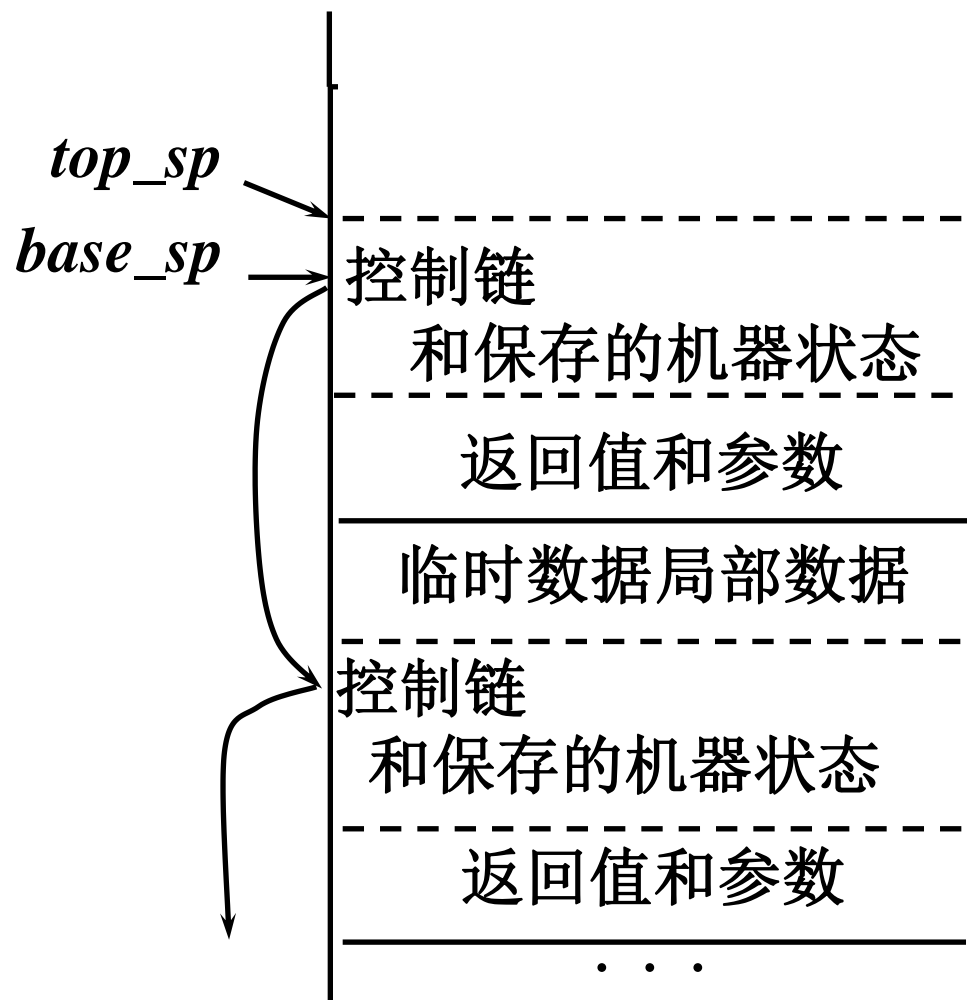 top_sp
base_sp
控制链
和保存的机器状态
返回值和参数
临时数据局部数据
控制链
和保存的机器状态
返回值和参数
. . .